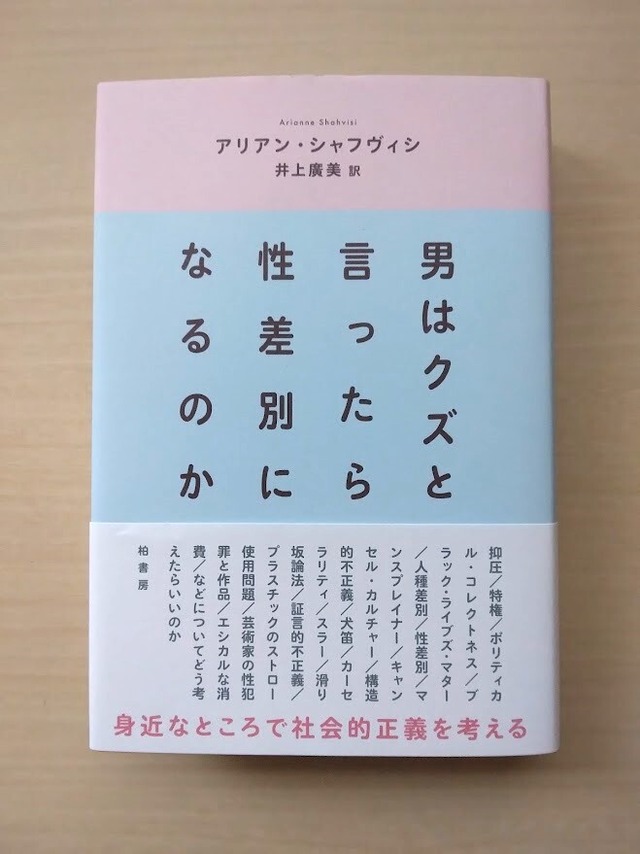 Arianne Shahvisi
アリアン・シャフヴィシ
井上廣美 訳
男はクズと
言ったら
性差別に
なるのか
抑圧／特権／ポリティカ
ル・コレクトネス／ブ
ラック・ライブズ・マター
／人種差別／性差別／マ
ンスプレイナー／キャン
セル・カルチャー／構造
的不正義／犬笛／カーセ
ラリティ／スラー／滑り
坂論法／証言的不正義／
プラスチックのストロー
使用問題／芸術家の性犯
罪と作品／エシカルな消
費／などについてどう考
えたらいいのか
柏書房
身近なところで社会的正義を考える